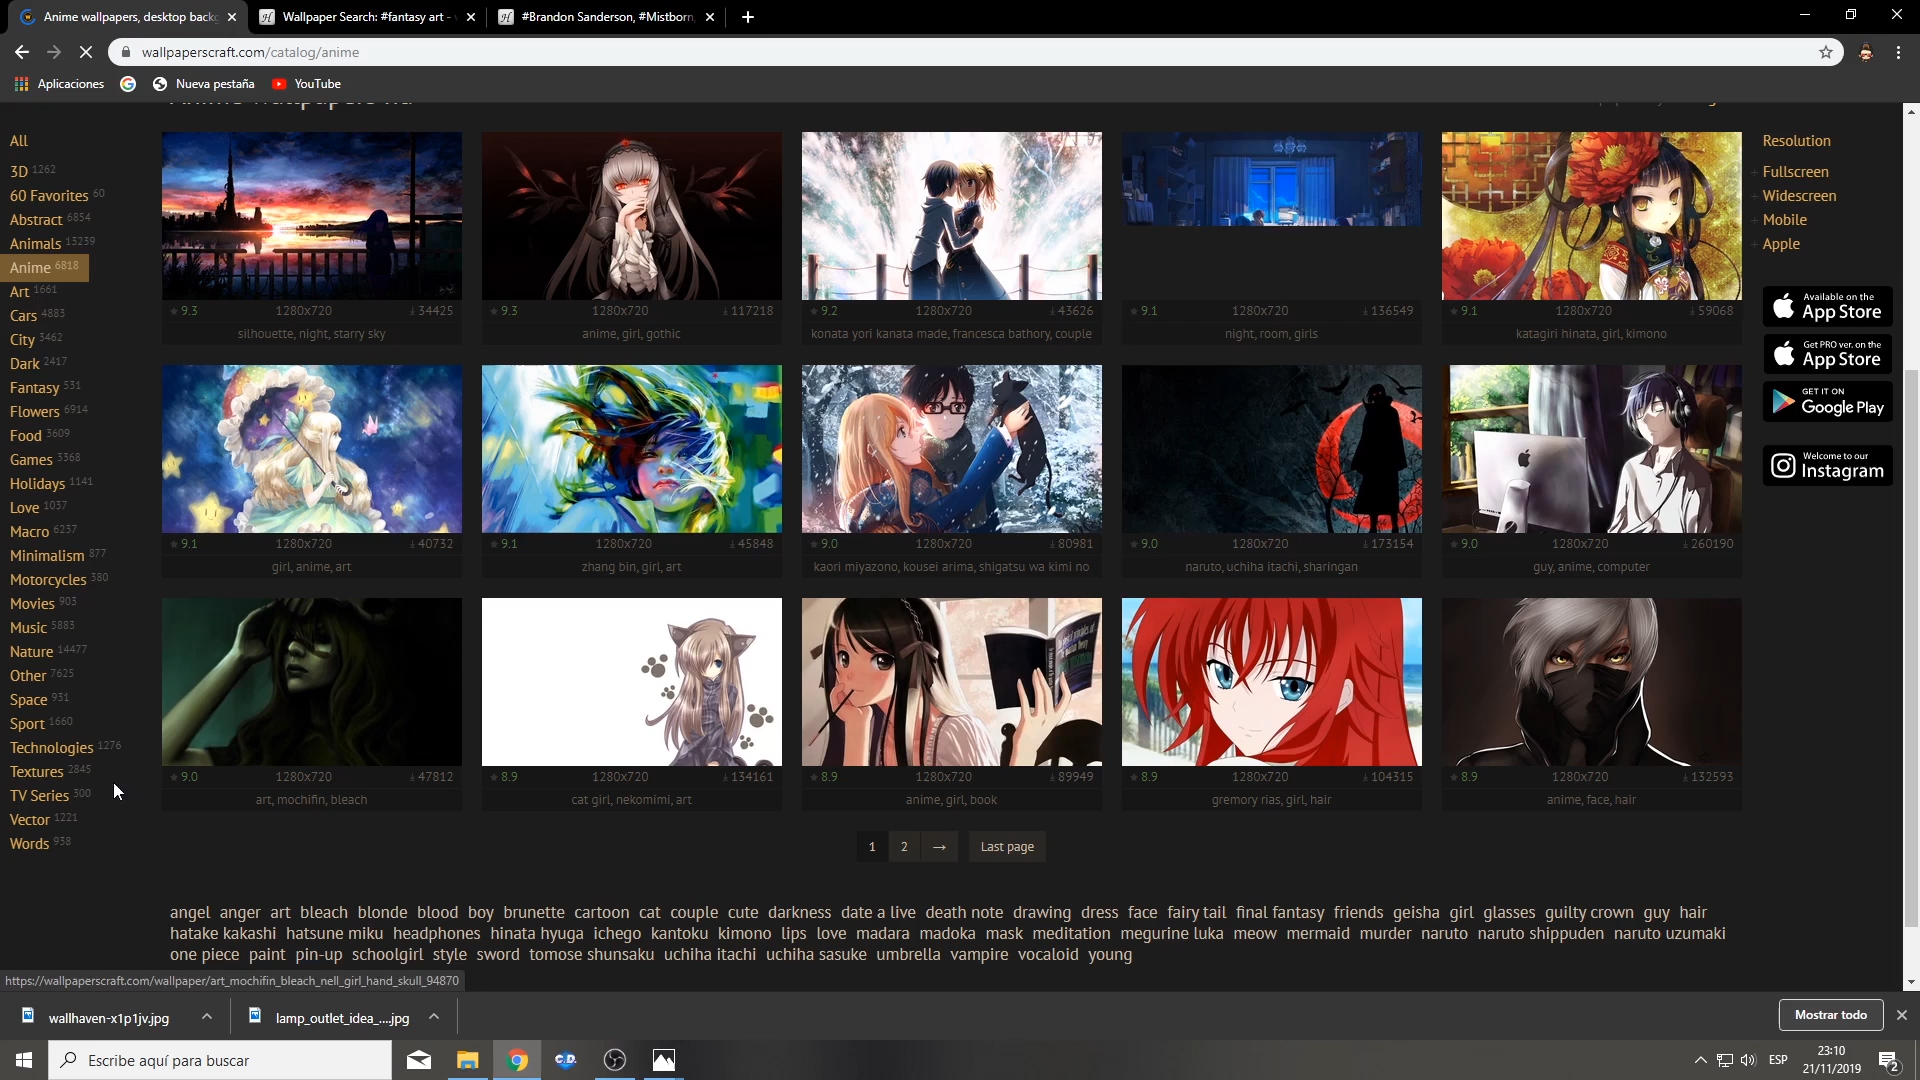 Anime wallpapers, desktop backg
Wallpaper Search: #fantasy art -
#Brandon Sanderson, #Mistborn,
wallpaperscraft.com/catalog/anime
Aplicaciones
Nueva pestaña
YouTube
All
3D 1262
60 Favorites 60
Abstract 6854
Animals 13239
Anime 6818
Art 1661
Cars 4883
City 3462
Dark 2417
Fantasy 531
Flowers 6914
Food 3609
Games 3368
Holidays 1141
Love 1037
Macro 6237
Minimalism 877
Motorcycles 380
Movies 903
Music 5883
Nature 14477
Other 7625
Space 931
Sport 1660
Technologies 1276
Textures 2845
TV Series 300
Vector 1221
Words 938
9.3 1280x720 34425
silhouette, night, starry sky
9.3 1280x720 117218
anime, girl, gothic
9.2 1280x720 43626
konata yori kanata made, francesca bathory, couple
9.1 1280x720 136549
night, room, girls
9.1 1280x720 59068
katagiri hinata, girl, kimono
9.1 1280x720 40732
girl, anime, art
9.1 1280x720 45848
zhang bin, girl, art
9.0 1280x720 80981
kaori miyazono, kousei arima, shigatsu wa kimi no
9.0 1280x720 173154
naruto, uchiha itachi, sharingan
9.0 1280x720 260190
guy, anime, computer
9.0 1280x720 47812
art, mochifin, bleach
8.9 1280x720 134161
cat girl, nekomimi, art
8.9 1280x720 89949
anime, girl, book
8.9 1280x720 104315
gremory rias, girl, hair
8.9 1280x720 132593
anime, face, hair
Resolution
Fullscreen
Widescreen
Mobile
Apple
Available on the
App Store
Get PRO ver. on the
App Store
GET IT ON
Google Play
Welcome to our
Instagram
1 2 → Last page
angel anger art bleach blonde blood boy brunette cartoon cat couple cute darkness date a live death note drawing dress face fairy tail final fantasy friends geisha girl glasses guilty crown guy hair
hatake kakashi hatsune miku headphones hinata hyuga ichego kantoku kimono lips love madara madoka mask meditation megurine luka meow mermaid murder naruto naruto shippuden naruto uzumaki
one piece paint pin-up schoolgirl style sword tomose shunsaku uchiha itachi uchiha sasuke umbrella vampire vocaloid young
https://wallpaperscraft.com/wallpaper/art_mochifin_bleach_nell_girl_hand_skull_94870
wallhaven-x1p1jv.jpg
lamp_outlet_idea_....jpg
Mostrar todo
Escribe aquí para buscar
ESP
23:10
21/11/2019
2